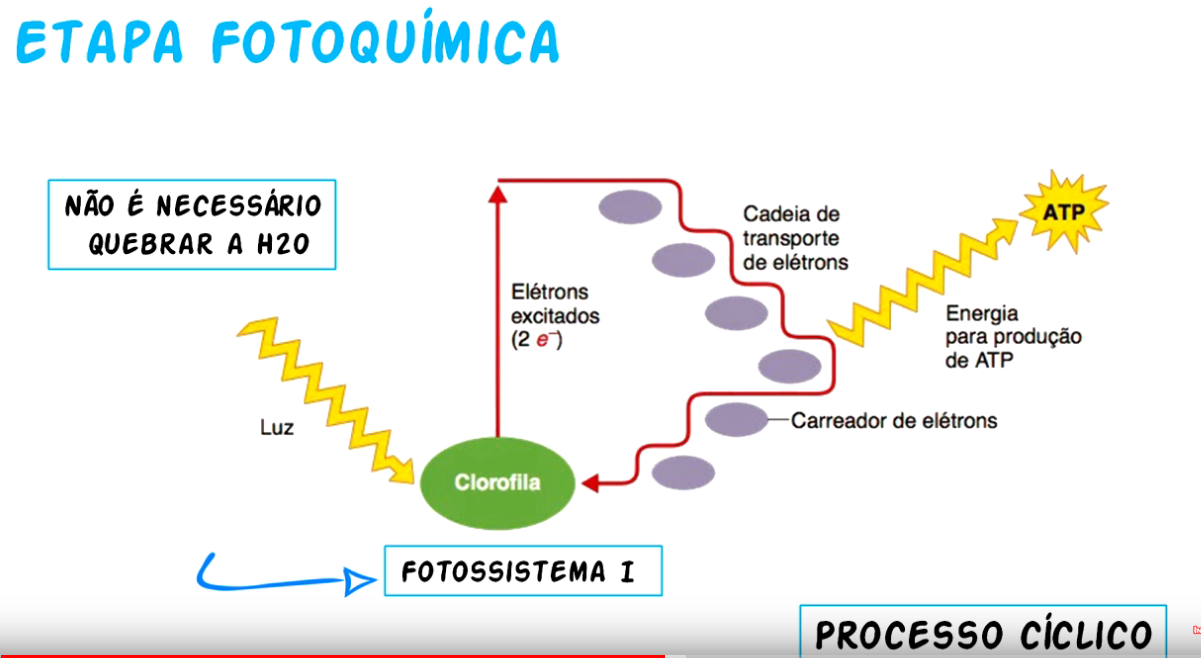 ETAPA FOTOQUÍMICA
NÃO É NECESSÁRIO
QUEBRAR A H2O
Cadeia de
transporte
de elétrons
ATP
Elétrons
excitados
(2 e⁻)
Energia
para produção
de ATP
Luz
Carreador de elétrons
Clorofila
FOTOSSISTEMA I
PROCESSO CÍCLICO